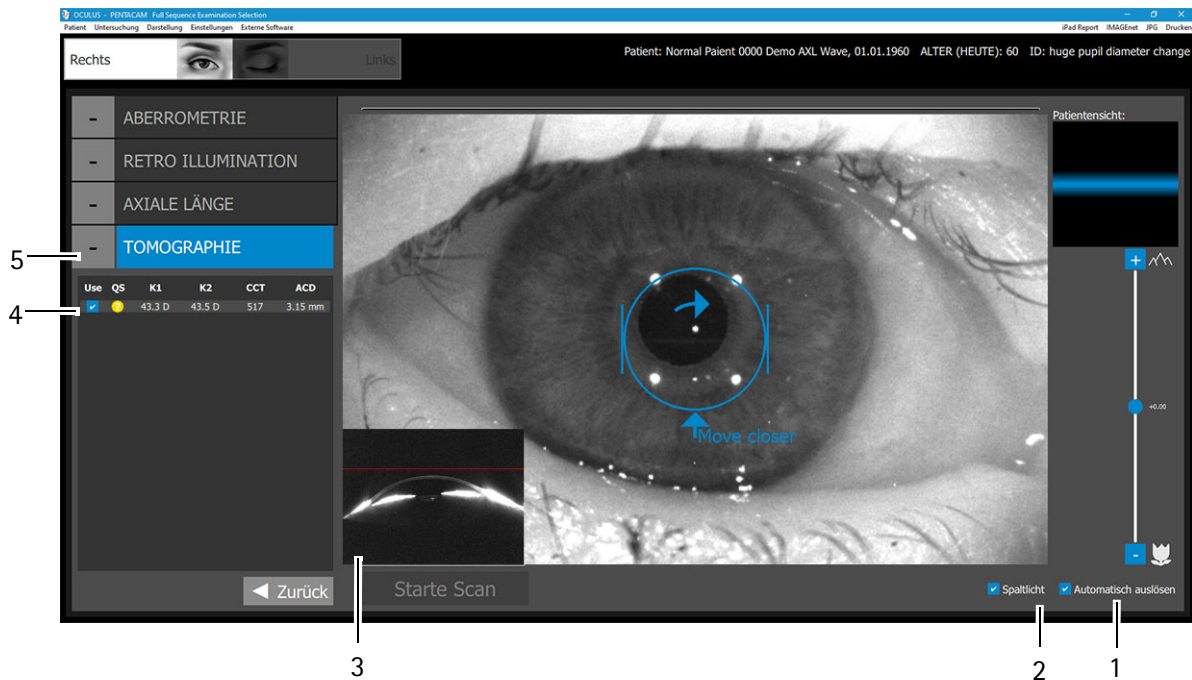 OCULUS - PENTACAM Full Sequence Examination Selection
Patient Untersuchung Darstellung Einstellungen Externe Software
iPad Report IMAGEnet JPG Drucken
Rechts
Links
Patient: Normal Paient 0000 Demo AXL Wave, 01.01.1960 ALTER (HEUTE): 60 ID: huge pupil diameter change
- ABERROMETRIE
- RETRO ILLUMINATION
- AXIALE LÄNGE
- TOMOGRAPHIE
Use QS K1 K2 CCT ACD
? 43.3 D 43.5 D 517 3.15 mm
Zurück
Move closer
Starte Scan
Patientensicht:
+
+0.00
-
Spaltlicht
Automatisch auslösen
5
4
3
2
1